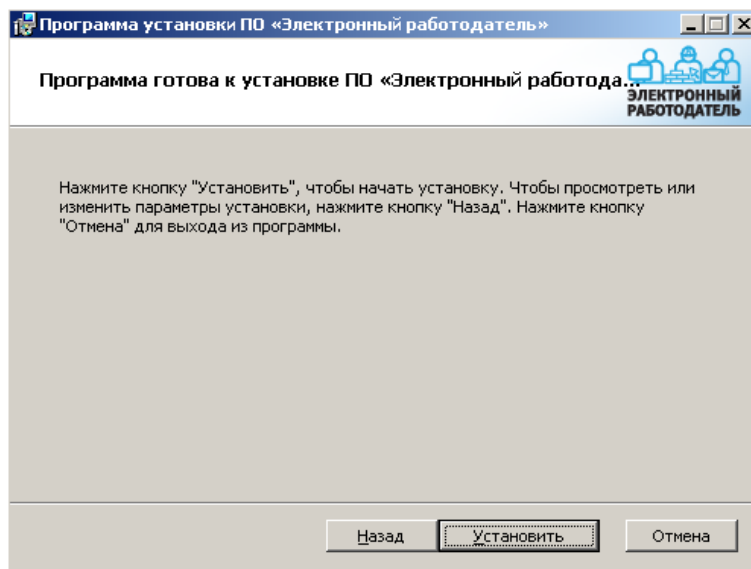 Программа установки ПО «Электронный работодатель»
Программа готова к установке ПО «Электронный работода...
ЭЛЕКТРОННЫЙ
РАБОТОДАТЕЛЬ
Нажмите кнопку "Установить", чтобы начать установку. Чтобы просмотреть или
изменить параметры установки, нажмите кнопку "Назад". Нажмите кнопку
"Отмена" для выхода из программы.
Назад Установить Отмена